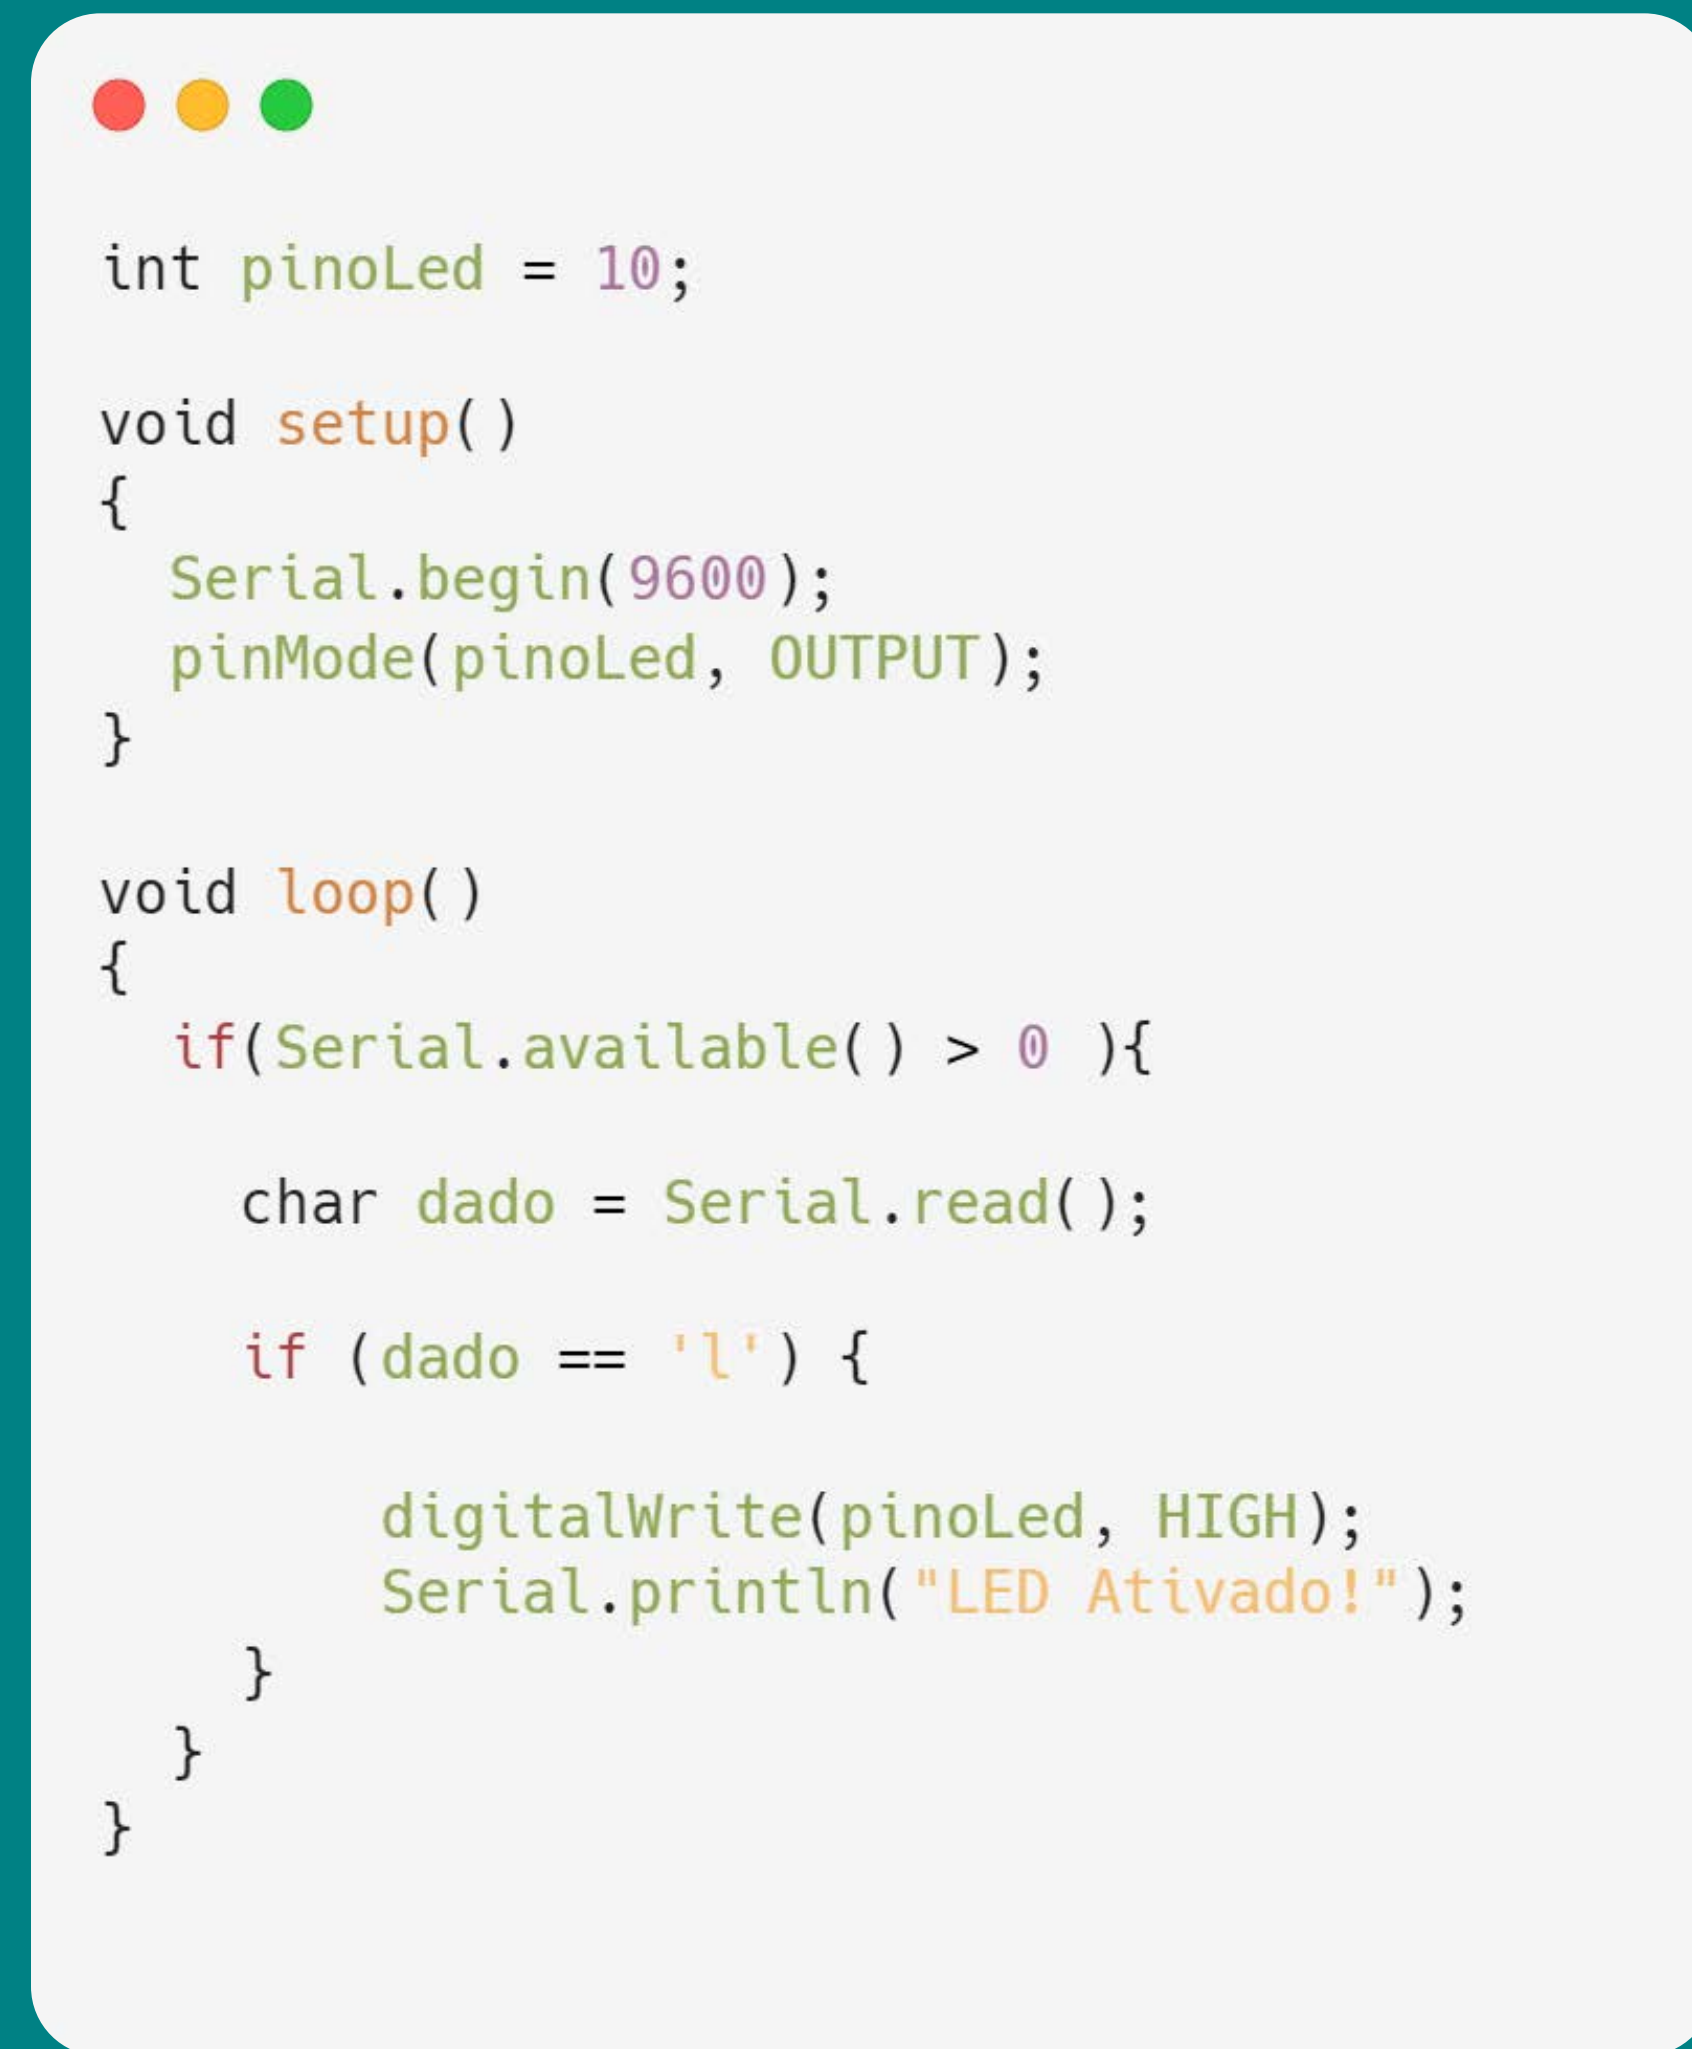 int pinoLed = 10;
void setup()
{
  Serial.begin(9600);
  pinMode(pinoLed, OUTPUT);
}
void loop()
{
  if(Serial.available() > 0 ){
    char dado = Serial.read();
    if (dado == 'l') {
        digitalWrite(pinoLed, HIGH);
        Serial.println("LED Ativado!");
    }
  }
}